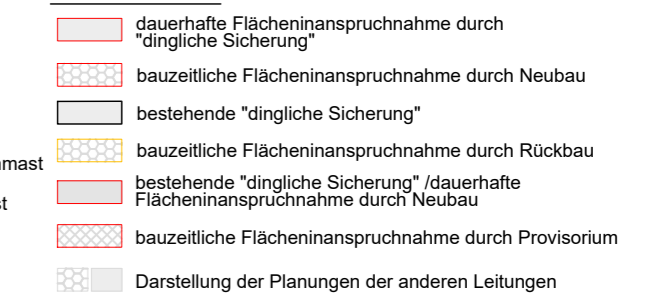 dauerhafte Flächeninanspruchnahme durch
"dingliche Sicherung"
bauzeitliche Flächeninanspruchnahme durch Neubau
bestehende "dingliche Sicherung"
bauzeitliche Flächeninanspruchnahme durch Rückbau
bestehende "dingliche Sicherung" /dauerhafte
Flächeninanspruchnahme durch Neubau
bauzeitliche Flächeninanspruchnahme durch Provisorium
Darstellung der Planungen der anderen Leitungen